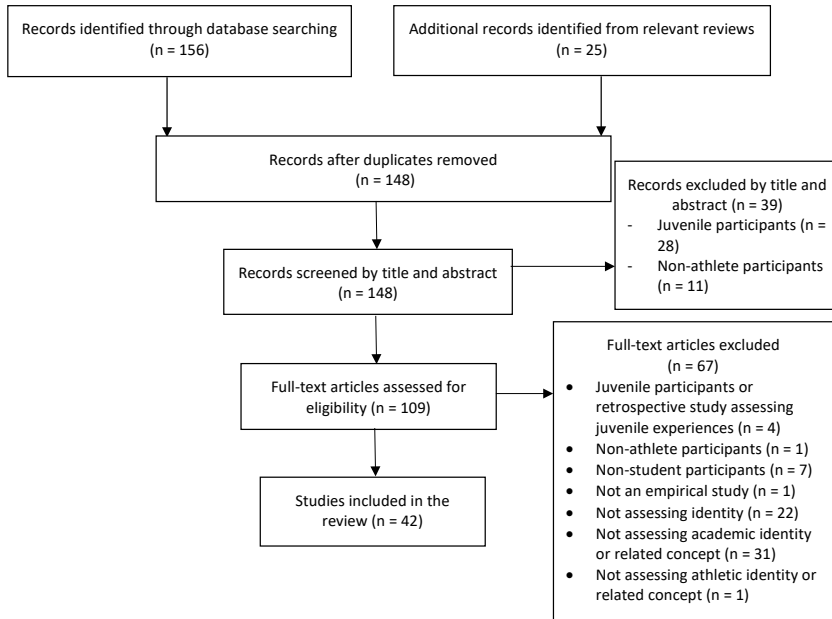 Records identified through database searching
(n = 156)
Additional records identified from relevant reviews
(n = 25)
Records after duplicates removed
(n = 148)
Records excluded by title and
abstract (n = 39)
- Juvenile participants (n =
28)
- Non-athlete participants
(n = 11)
Records screened by title and abstract
(n = 148)
Full-text articles assessed for
eligibility (n = 109)
Full-text articles excluded
(n = 67)
• Juvenile participants or
retrospective study assessing
juvenile experiences (n = 4)
• Non-athlete participants (n = 1)
• Non-student participants (n = 7)
• Not an empirical study (n = 1)
• Not assessing identity (n = 22)
• Not assessing academic identity
or related concept (n = 31)
• Not assessing athletic identity or
related concept (n = 1)
Studies included in the
review (n = 42)